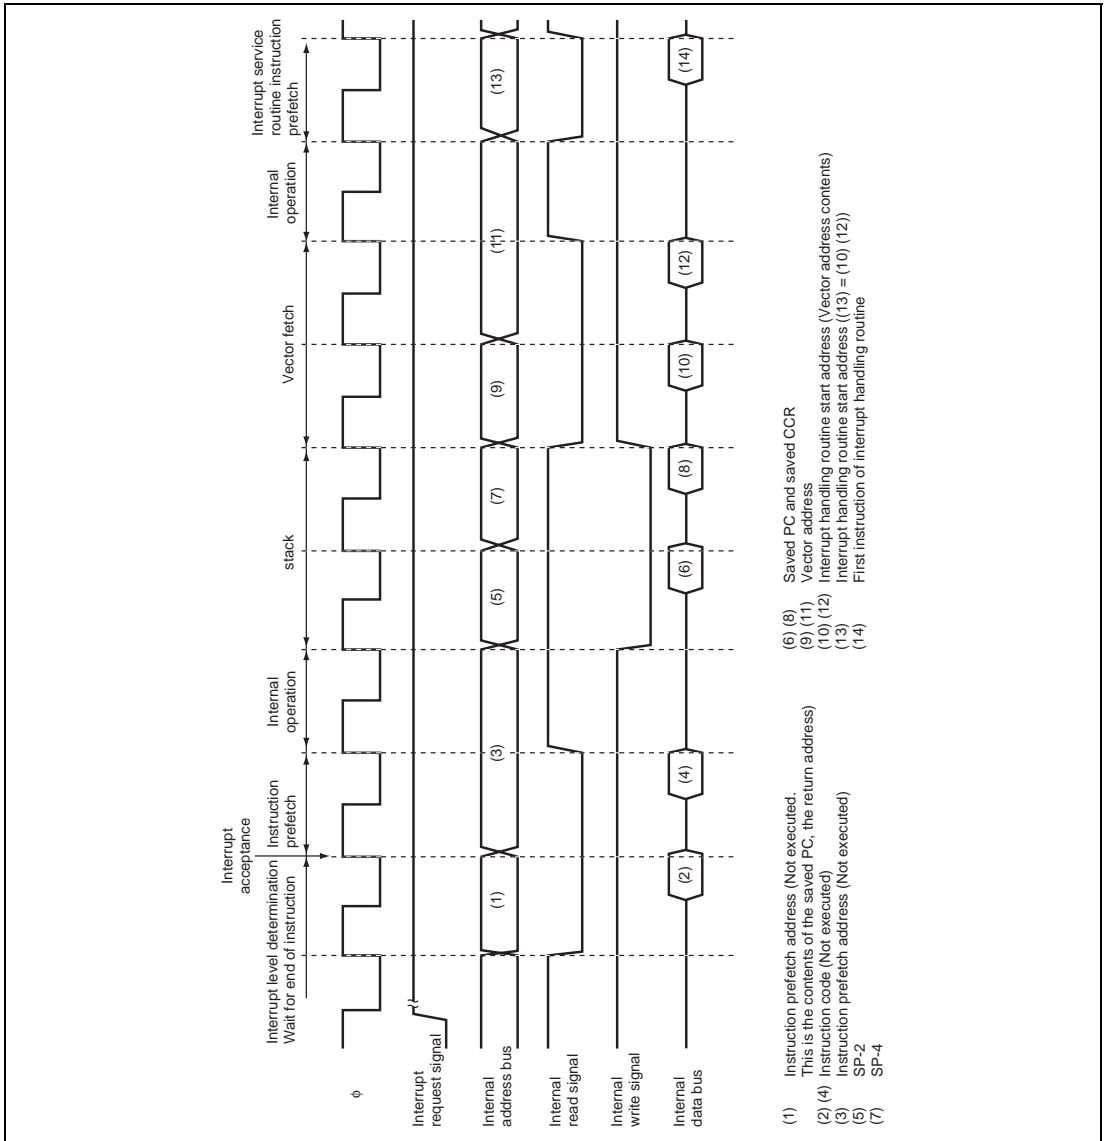 Interrupt
acceptance
Interrupt level determination
Wait for end of instruction
Instruction
prefetch
Internal
operation
stack
Vector fetch
Internal
operation
Interrupt service
routine instruction
prefetch
φ
Interrupt
request signal
Internal
address bus
(1)
(3)
(5)
(7)
(9)
(11)
(13)
Internal
read signal
Internal
write signal
Internal
data bus
(2)
(4)
(6)
(8)
(10)
(12)
(14)
(1) Instruction prefetch address (Not executed.
This is the contents of the saved PC, the return address)
(2) (4) Instruction code (Not executed)
(3) Instruction prefetch address (Not executed)
(5) SP-2
(7) SP-4
(6) (8) Saved PC and saved CCR
(9) (11) Vector address
(10) (12) Interrupt handling routine start address (Vector address contents)
(13) Interrupt handling routine start address ((13) = (10) (12))
(14) First instruction of interrupt handling routine